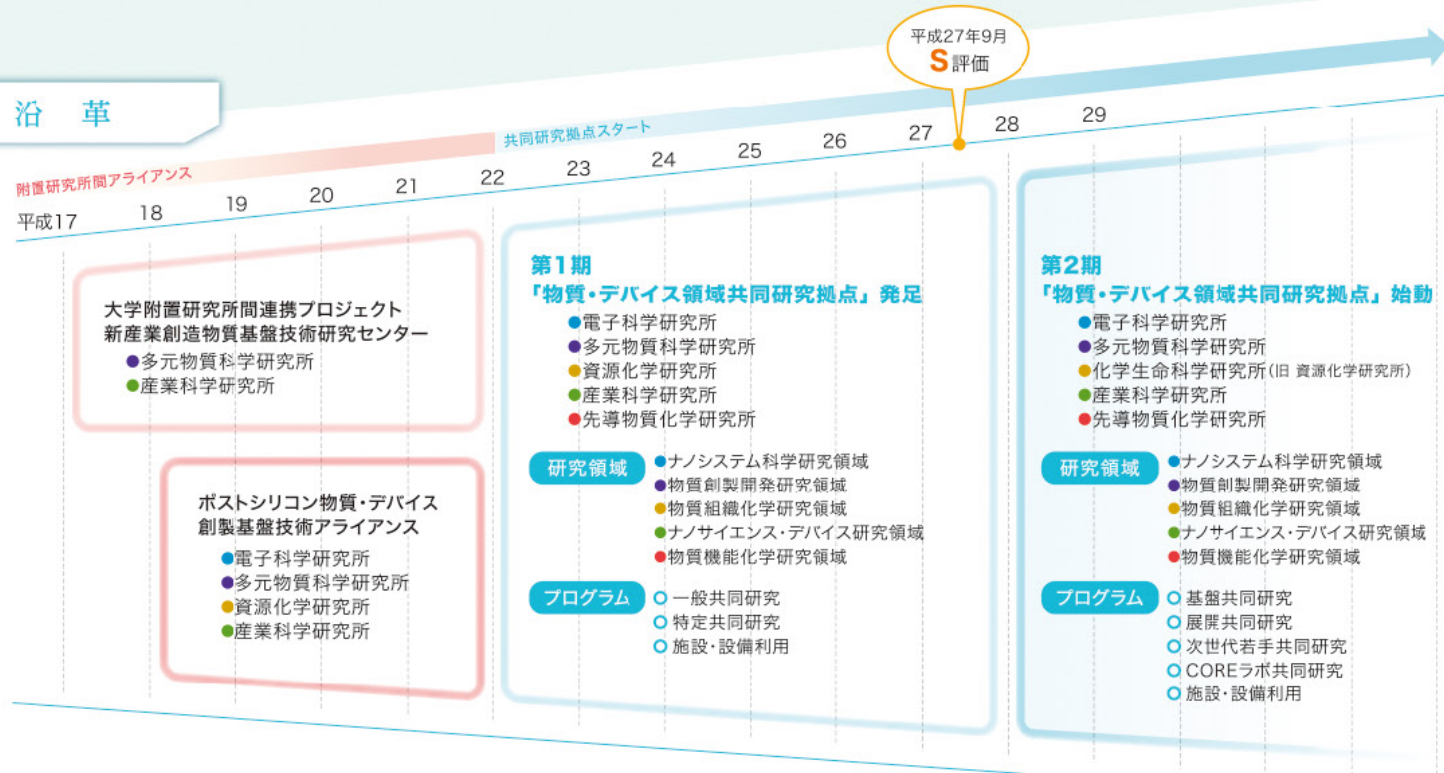 沿 革
平成27年9月
S評価
附置研究所間アライアンス
共同研究拠点スタート
平成17 18 19 20 21 22 23 24 25 26 27 28 29
大学附置研究所間連携プロジェクト
新産業創造物質基盤技術研究センター
●多元物質科学研究所
●産業科学研究所
ポストシリコン物質・デバイス
創製基盤技術アライアンス
●電子科学研究所
●多元物質科学研究所
●資源化学研究所
●産業科学研究所
第1期
「物質・デバイス領域共同研究拠点」発足
●電子科学研究所
●多元物質科学研究所
●資源化学研究所
●産業科学研究所
●先導物質化学研究所
研究領域 ●ナノシステム科学研究領域
●物質創製開発研究領域
●物質組織化学研究領域
●ナノサイエンス・デバイス研究領域
●物質機能化学研究領域
プログラム ○一般共同研究
○特定共同研究
○施設・設備利用
第2期
「物質・デバイス領域共同研究拠点」始動
●電子科学研究所
●多元物質科学研究所
●化学生命科学研究所(旧 資源化学研究所)
●産業科学研究所
●先導物質化学研究所
研究領域 ●ナノシステム科学研究領域
●物質創製開発研究領域
●物質組織化学研究領域
●ナノサイエンス・デバイス研究領域
●物質機能化学研究領域
プログラム ○基盤共同研究
○展開共同研究
○次世代若手共同研究
○COREラボ共同研究
○施設・設備利用